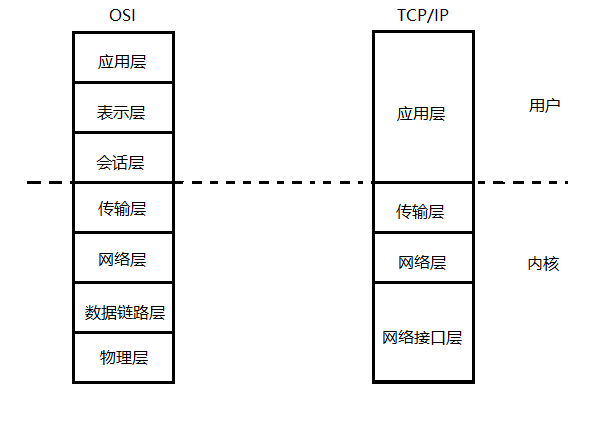 OSI
TCP/IP
应用层
表示层
会话层
传输层
网络层
数据链路层
物理层
应用层
传输层
网络层
网络接口层
用户
内核